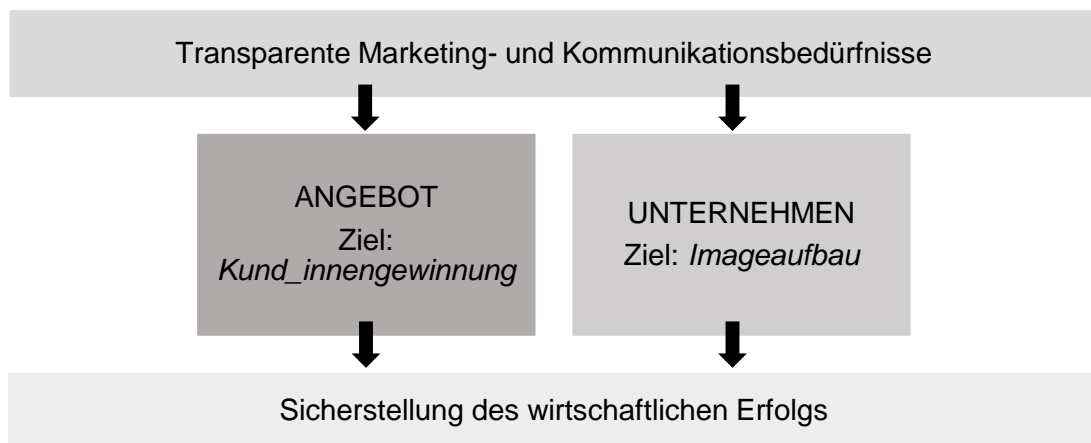 Transparente Marketing- und Kommunikationsbedürfnisse
ANGEBOT
Ziel:
Kund_innengewinnung
UNTERNEHMEN
Ziel: Imageaufbau
Sicherstellung des wirtschaftlichen Erfolgs